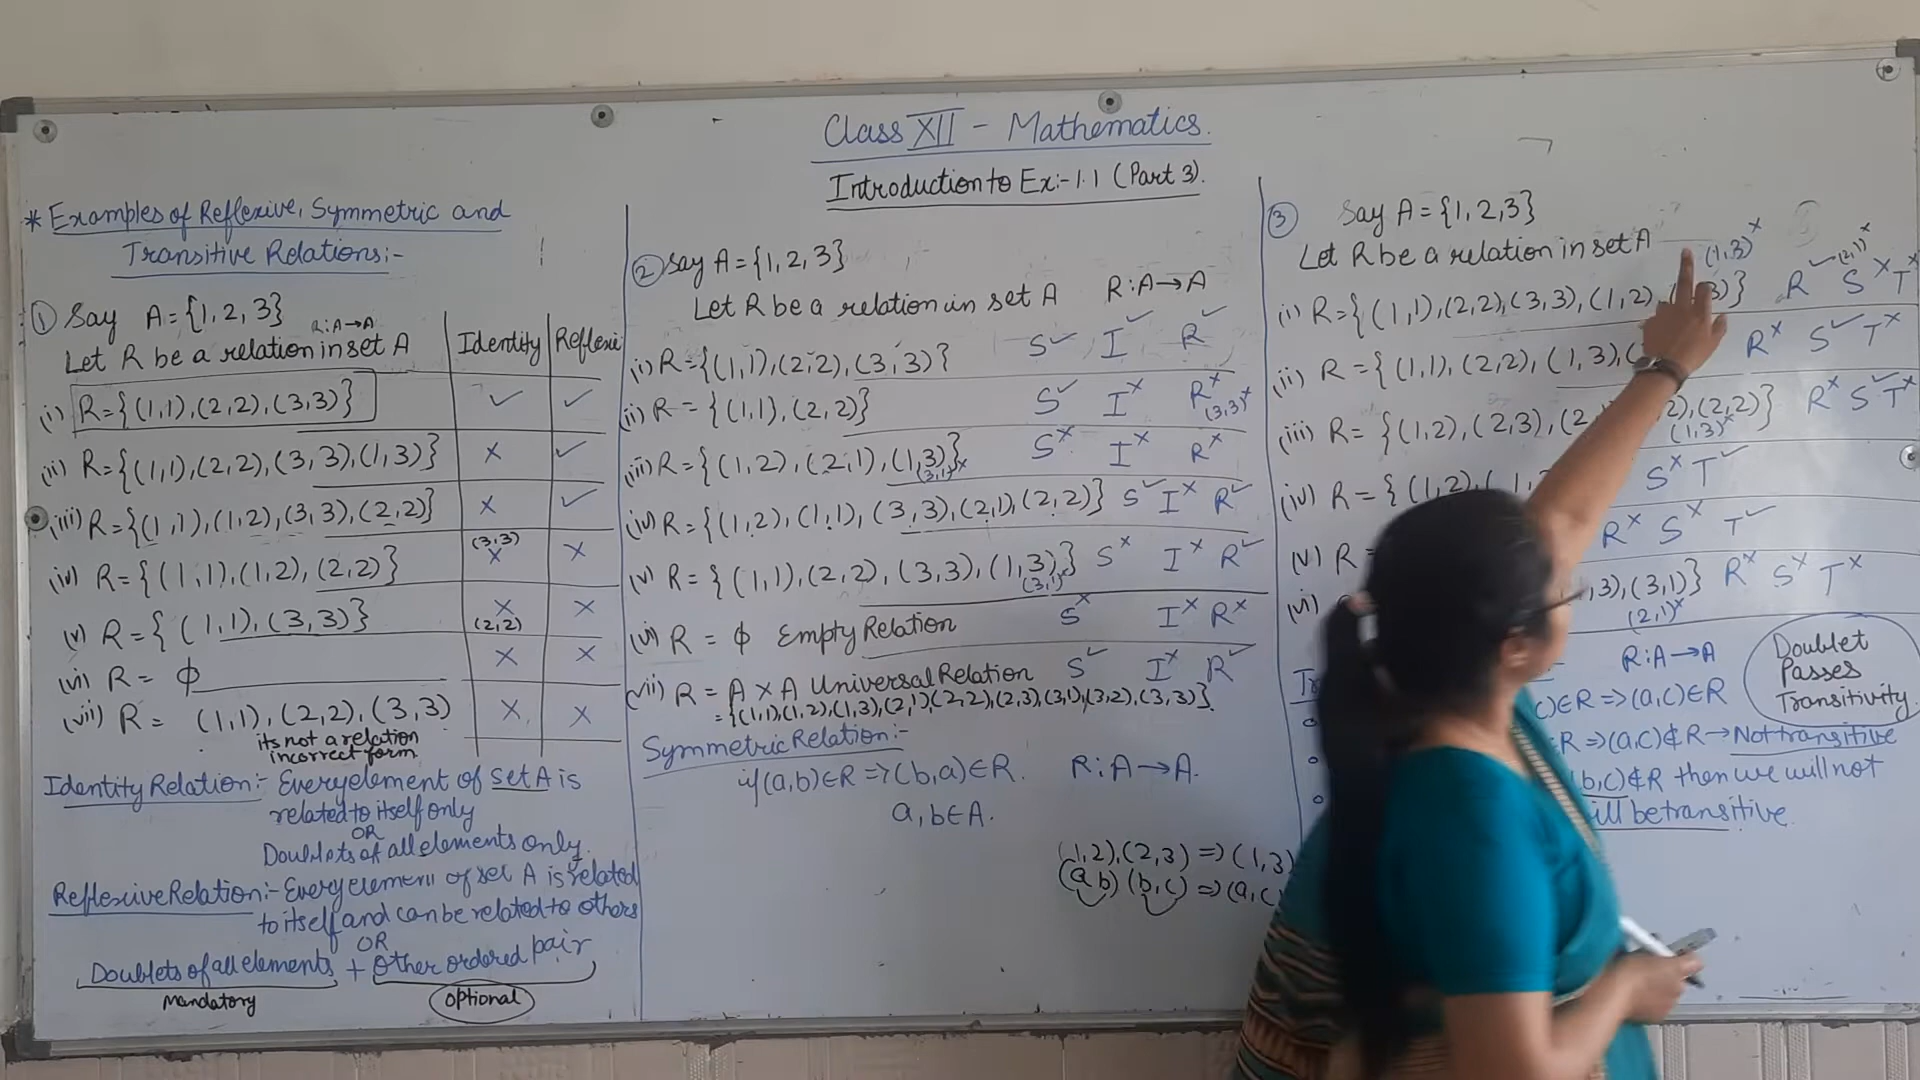 Class XII - Mathematics.
Introduction to Ex:-1.1 (Part 3).
* Examples of Reflexive, Symmetric and
Transitive Relations:-
① Say A = {1, 2, 3}
R:A→A
Let R be a relation in set A
Identity Reflexi
(i) R={(1,1),(2,2),(3,3)} ✓ ✓
(ii) R={(1,1),(2,2),(3,3),(1,3)} × ✓
(iii) R={(1,1),(1,2),(3,3),(2,2)} × ✓
(iv) R={(1,1),(1,2),(2,2)} (3,3) × ×
(v) R={(1,1),(3,3)} × (2,2) ×
(vi) R = ϕ × ×
(vii) R = (1,1),(2,2),(3,3) × ×
its not a relation
incorrect form
Identity Relation:- Every element of set A is
related to itself only
OR
Doublets of all elements only.
Reflexive Relation:- Every element of set A is related
to itself and can be related to others
OR
Doublets of all elements + Other ordered pair
Mandatory optional
② Say A = {1, 2, 3}
Let R be a relation in set A R:A→A
(i) R={(1,1),(2,2),(3,3)} S✓ I✓ R✓
(ii) R = {(1,1),(2,2)} S✓ I× R× (3,3)×
(iii) R={(1,2),(2,1),(1,3)} (3,1)× S× I× R×
(iv) R={(1,2),(1,1),(3,3),(2,1),(2,2)} S✓ I× R✓
(v) R={(1,1),(2,2),(3,3),(1,3)} (3,1)× S× I× R✓
(vi) R = ϕ Empty Relation S× I× R×
(vii) R = A × A Universal Relation S✓ I× R✓
={(1,1),(1,2),(1,3),(2,1),(2,2),(2,3),(3,1),(3,2),(3,3)}
Symmetric Relation:-
if (a,b)∈R => (b,a)∈R. R:A→A.
a,b∈A.
(1,2),(2,3) => (1,3)
(a,b) (b,c) => (a,c
③ Say A = {1,2,3}
Let R be a relation in set A
(1,3)× (2,1)×
(i) R={(1,1),(2,2),(3,3),(1,2), 3)} R✓ S× T×
(ii) R = {(1,1),(2,2),(1,3),( R× S✓ T×
(iii) R = {(1,2),(2,3),(2 2),(2,2)} R× S✓ T×
(1,3)×
(iv) R={(1,2),(1, S× T✓
(v) R R× S× T✓
(vi) ,3),(3,1)} R× S× T×
(2,1)×
R:A→A
Doublet
Passes
Transitivity
c)∈R => (a,c)∈R
R => (a,c)∉R → Not transitive
b,c)∉R then we will not
ill be transitive.